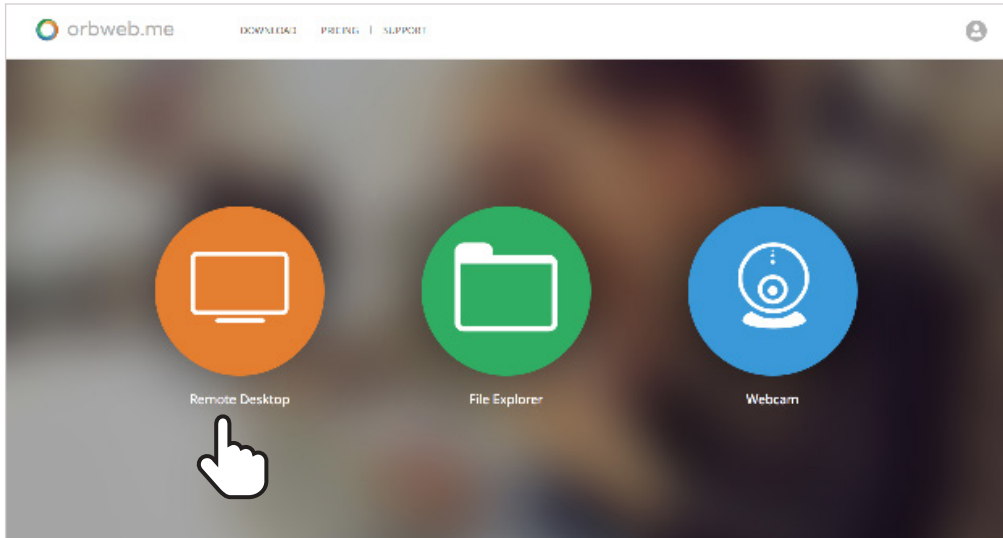 orbweb.me
DOWNLOAD PRICING | SUPPORT
Remote Desktop
File Explorer
Webcam